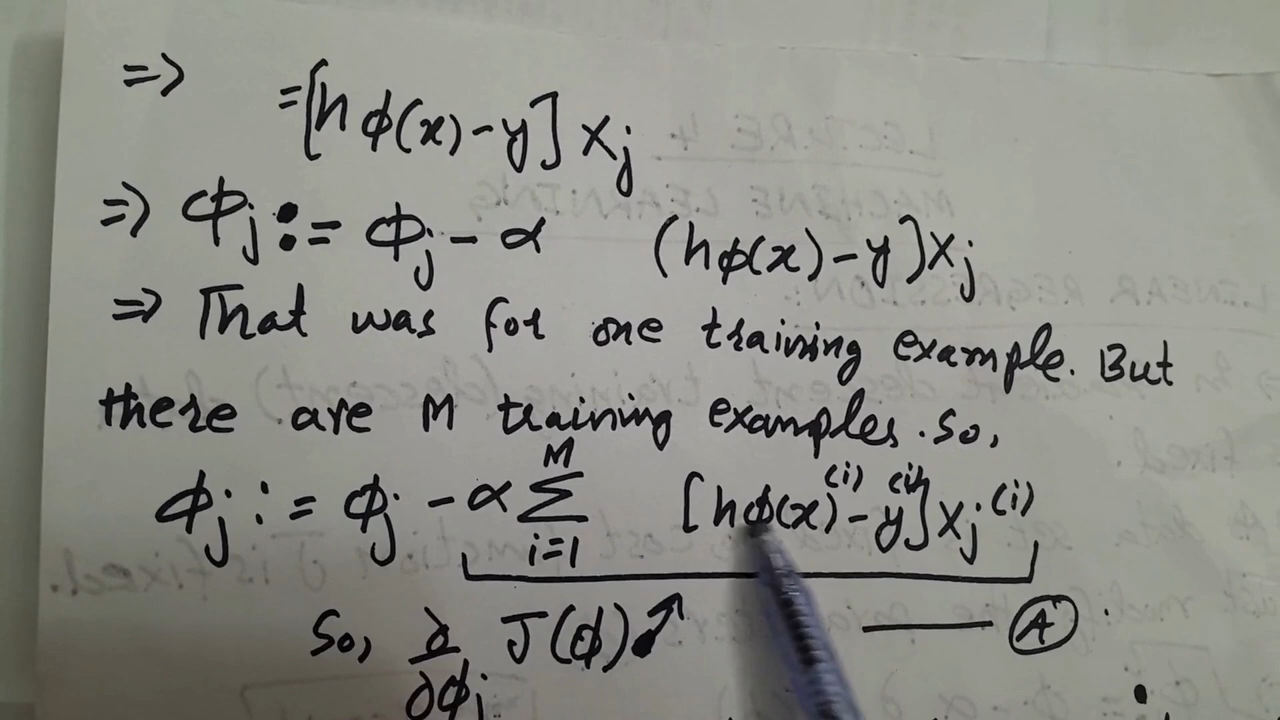 => =[hϕ(x)-y] xj
=> ϕj := ϕj - α (hϕ(x)-y]xj
=> That was for one training example. But
there are M training examples. So,
ϕj := ϕj - α Σ [hϕ(x)^(i) - y^(i)] xj^(i)
M
i=1
So, ∂/∂ϕj J(ϕ) ↗ —— (A)